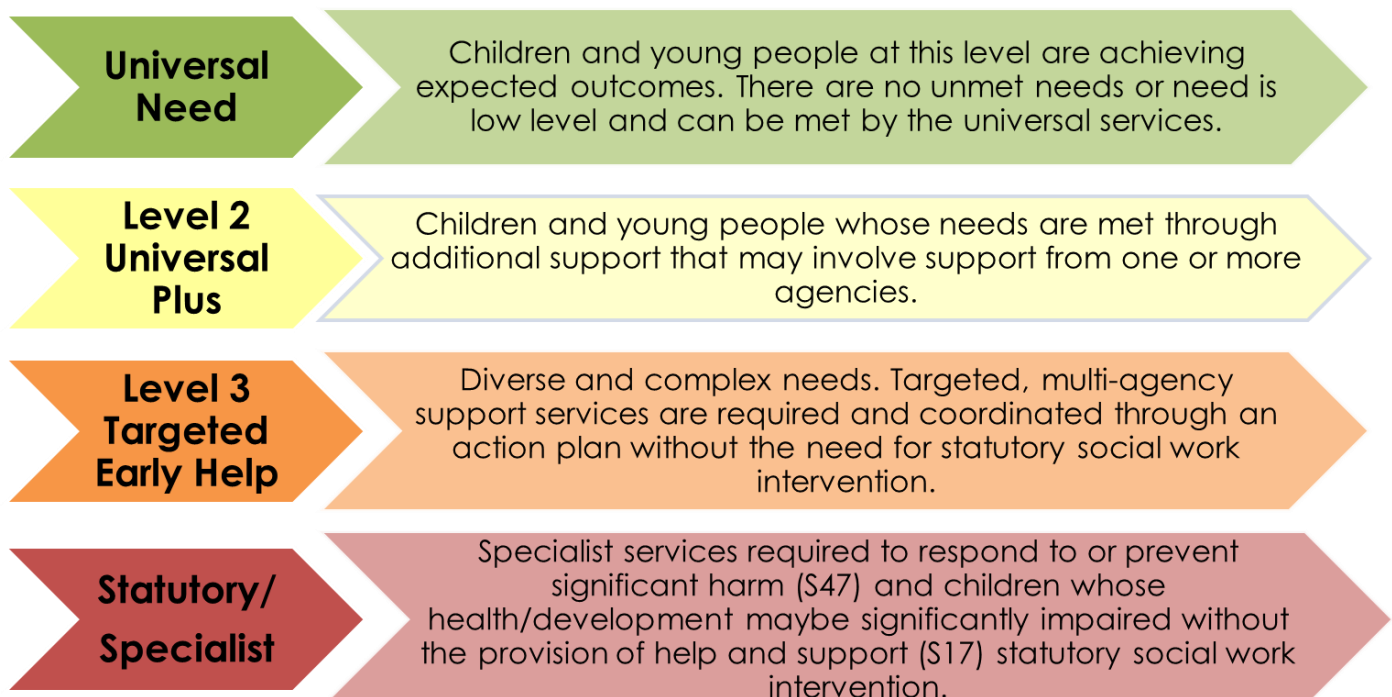 Universal
Need
Children and young people at this level are achieving
expected outcomes. There are no unmet needs or need is
low level and can be met by the universal services.
Level 2
Universal
Plus
Children and young people whose needs are met through
additional support that may involve support from one or more
agencies.
Level 3
Targeted
Early Help
Diverse and complex needs. Targeted, multi-agency
support services are required and coordinated through an
action plan without the need for statutory social work
intervention.
Statutory/
Specialist
Specialist services required to respond to or prevent
significant harm (S47) and children whose
health/development maybe significantly impaired without
the provision of help and support (S17) statutory social work
intervention.